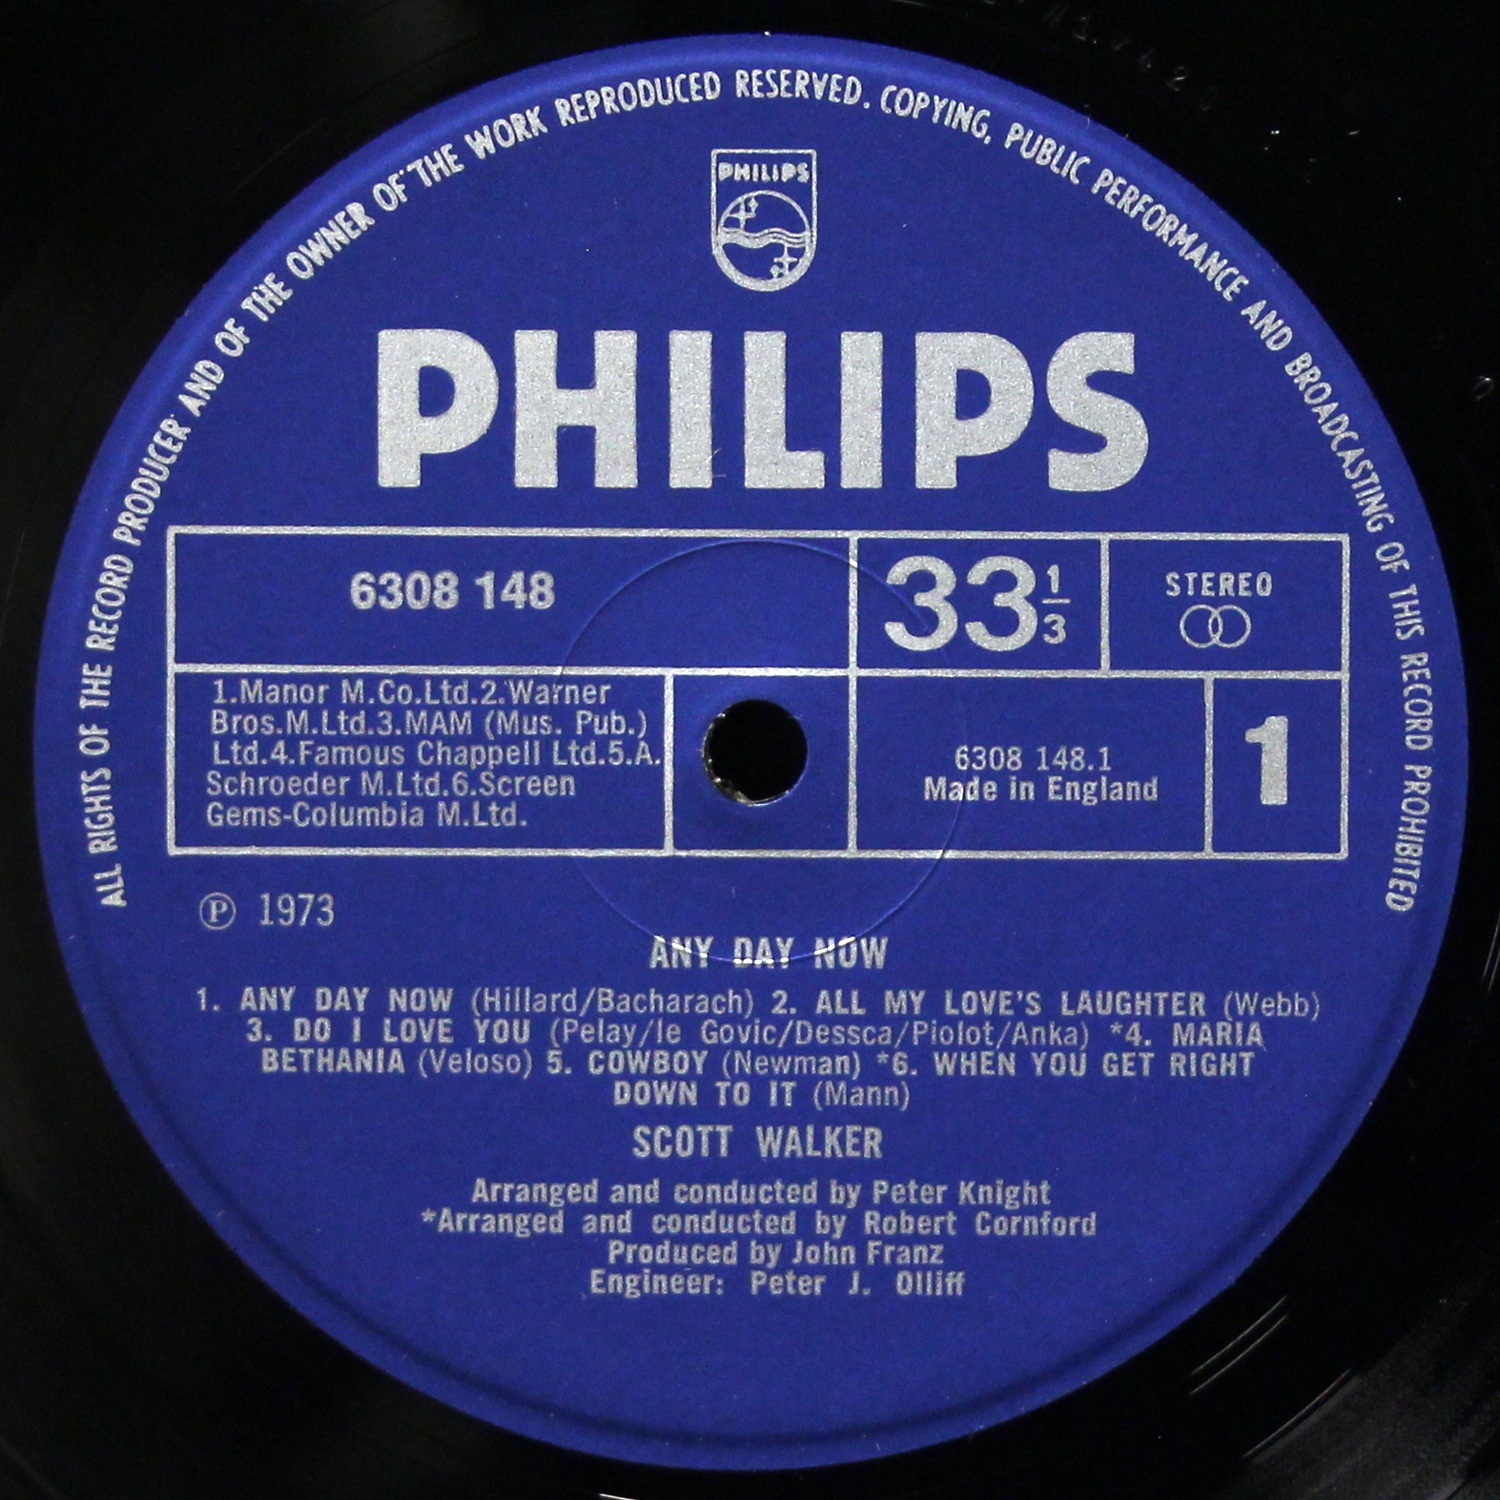 ALL RIGHTS OF THE RECORD PRODUCER AND OF THE OWNER OF THE WORK REPRODUCED RESERVED. COPYING, PUBLIC PERFORMANCE AND BROADCASTING OF THIS RECORD PROHIBITED
PHILIPS
PHILIPS
6308 148
33 1/3
STEREO
1.Manor M.Co.Ltd.2.Warner
Bros.M.Ltd.3.MAM (Mus. Pub.)
Ltd.4.Famous Chappell Ltd.5.A.
Schroeder M.Ltd.6.Screen
Gems-Columbia M.Ltd.
6308 148.1
Made in England
1
Ⓟ 1973
ANY DAY NOW
1. ANY DAY NOW (Hillard/Bacharach) 2. ALL MY LOVE'S LAUGHTER (Webb)
3. DO I LOVE YOU (Pelay/le Govic/Dessca/Piolot/Anka) *4. MARIA
BETHANIA (Veloso) 5. COWBOY (Newman) *6. WHEN YOU GET RIGHT
DOWN TO IT (Mann)
SCOTT WALKER
Arranged and conducted by Peter Knight
*Arranged and conducted by Robert Cornford
Produced by John Franz
Engineer: Peter J. Olliff